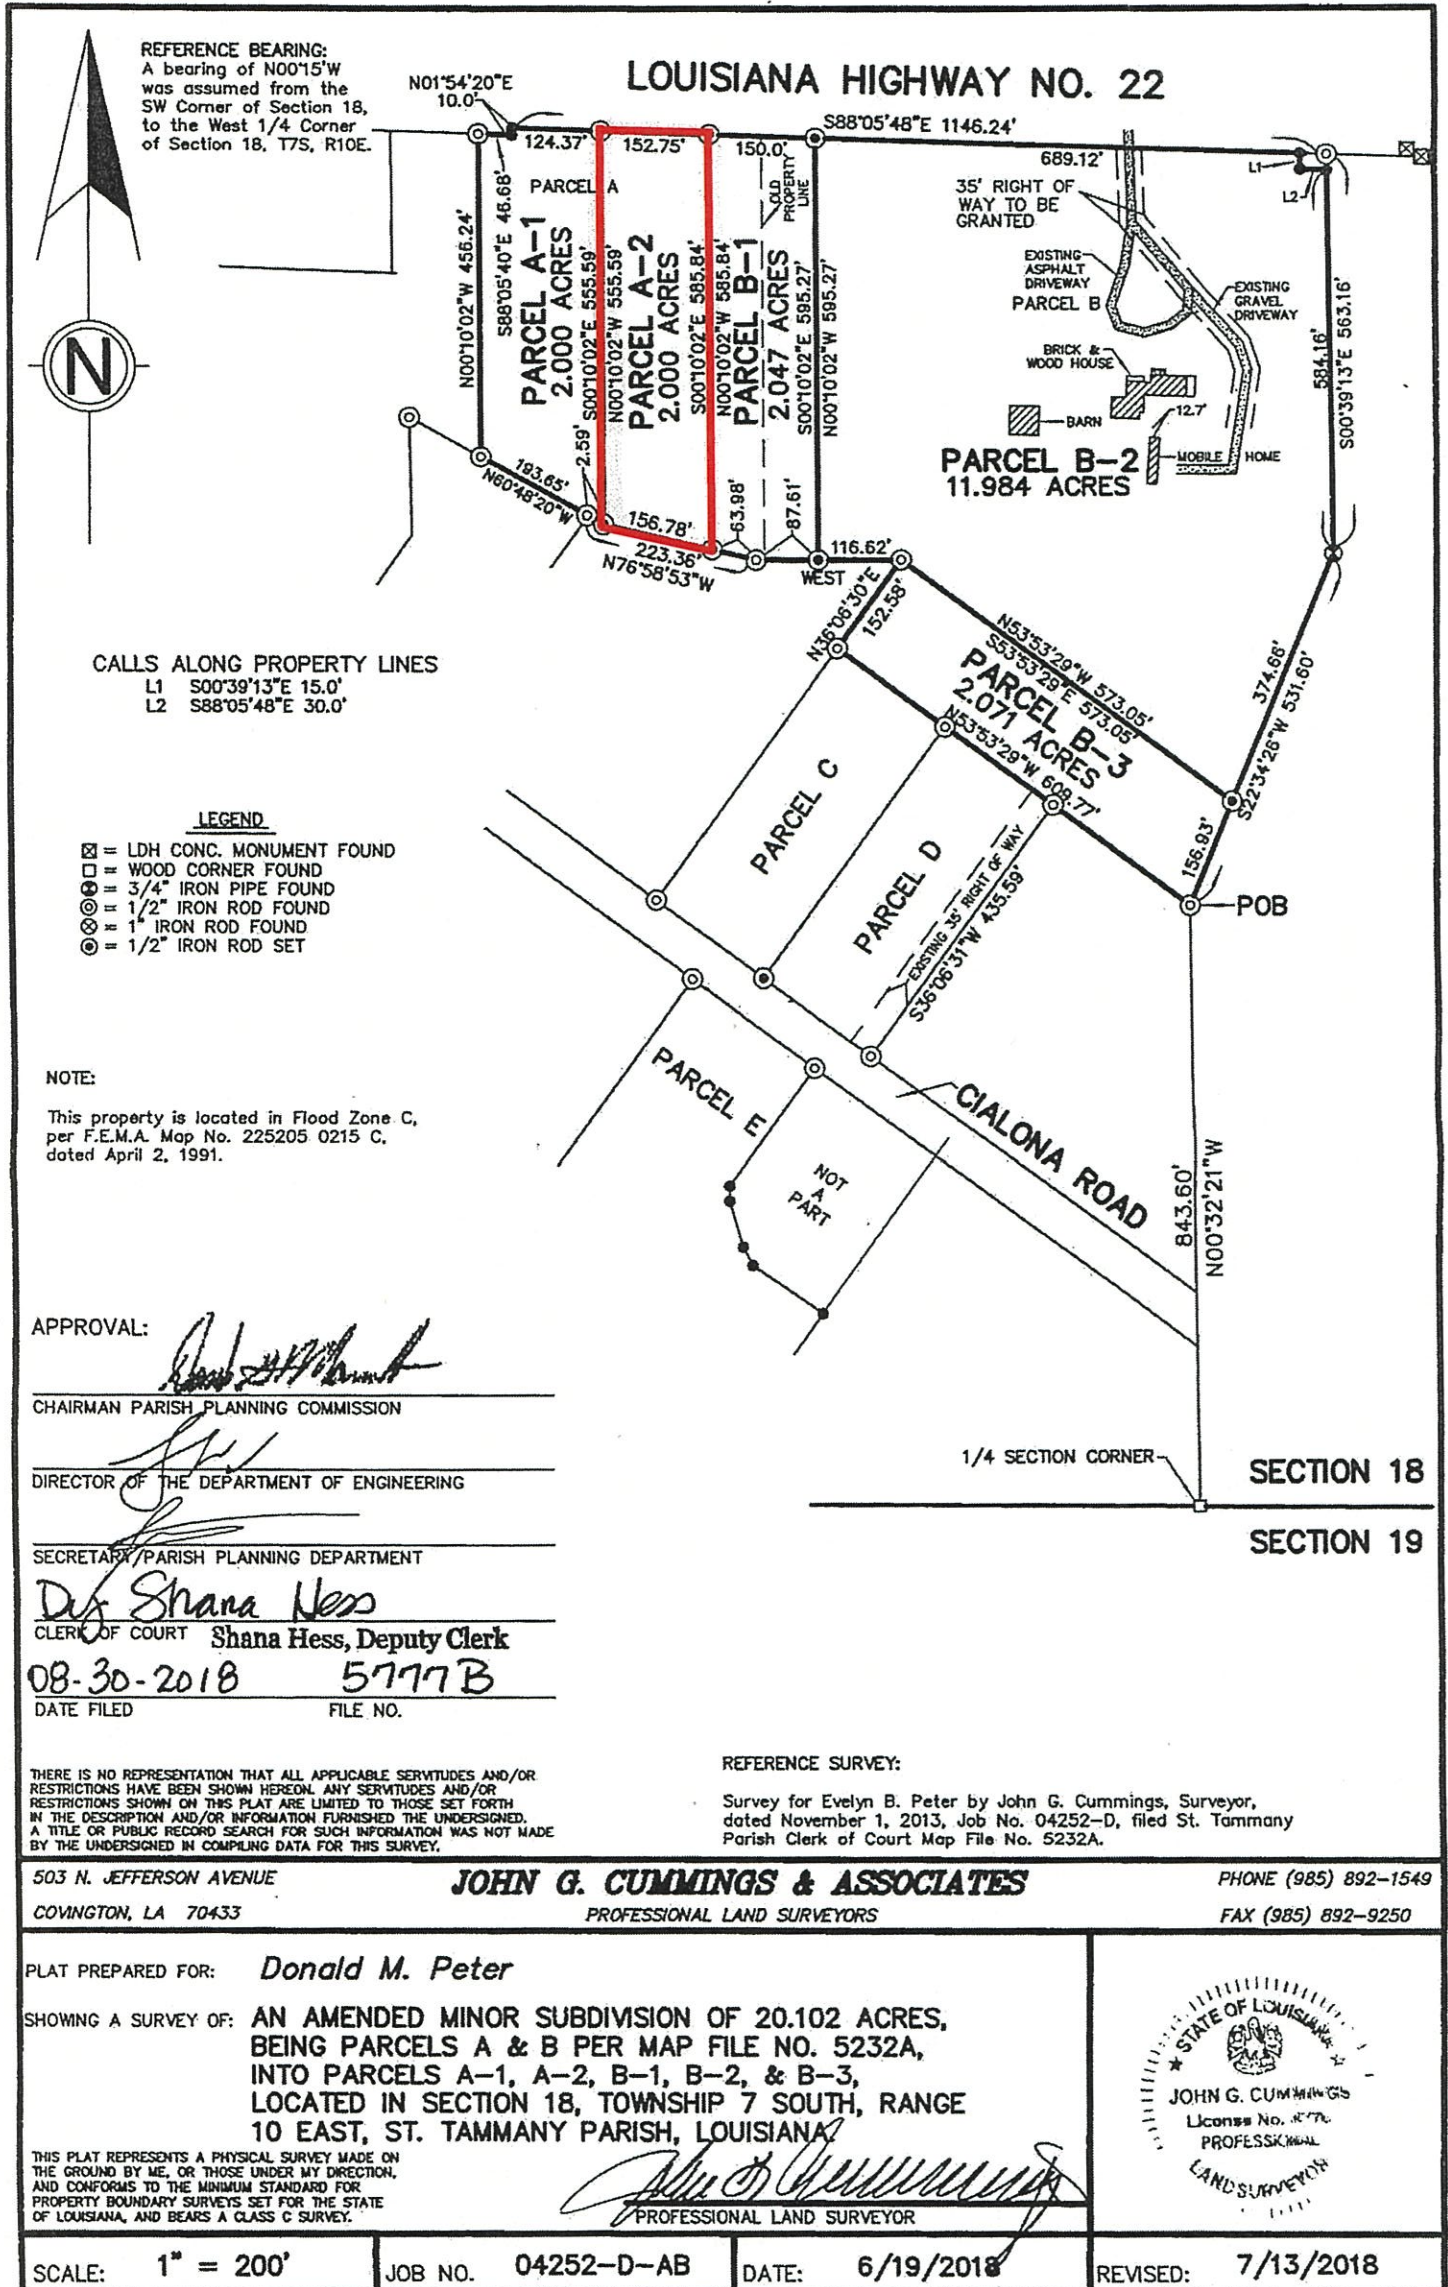 REFERENCE BEARING:
A bearing of N00°15'W
was assumed from the
SW Corner of Section 18,
to the West 1/4 Corner
of Section 18, T7S, R10E.
LOUISIANA HIGHWAY NO. 22
N01°54'20"E
10.0'
124.37'
152.75'
150.0'
S88°05'48"E 1146.24'
689.12'
L1
L2
PARCEL A
OLD
PROPERTY
LINE
35' RIGHT OF
WAY TO BE
GRANTED
N00°10'02"W 456.24'
S88°05'40"E 46.68'
PARCEL A-1
2.000 ACRES
S00°10'02"E 555.59'
N00°10'02"W 555.59'
PARCEL A-2
2.000 ACRES
S00°10'02"E 585.84'
N00°10'02"W 585.84'
PARCEL B-1
2.047 ACRES
S00°10'02"E 595.27'
N00°10'02"W 595.27'
EXISTING
ASPHALT
DRIVEWAY
PARCEL B
EXISTING
GRAVEL
DRIVEWAY
BRICK &
WOOD HOUSE
BARN
12.7'
MOBILE HOME
PARCEL B-2
11.984 ACRES
584.16'
S00°39'13"E 563.16'
N
193.65'
N60°48'20"W
2.59'
156.78'
223.36'
N76°58'53"W
63.98'
87.61'
WEST
116.62'
N36°06'30"E
152.58'
N53°53'29"W 573.05'
S53°53'29"E 573.05'
PARCEL B-3
2.071 ACRES
N53°53'29"W 609.77'
374.66'
S22°34'26"W 531.60'
156.93'
POB
CALLS ALONG PROPERTY LINES
L1 S00°39'13"E 15.0'
L2 S88°05'48"E 30.0'
PARCEL C
PARCEL D
EXISTING 35' RIGHT OF WAY
S36°06'31"W 435.59'
LEGEND
= LDH CONC. MONUMENT FOUND
= WOOD CORNER FOUND
= 3/4" IRON PIPE FOUND
= 1/2" IRON ROD FOUND
= 1" IRON ROD FOUND
= 1/2" IRON ROD SET
PARCEL E
CIALONA ROAD
NOT
A
PART
843.60'
N00°32'21"W
NOTE:
This property is located in Flood Zone C,
per F.E.M.A. Map No. 225205 0215 C,
dated April 2, 1991.
1/4 SECTION CORNER
SECTION 18
SECTION 19
APPROVAL:
CHAIRMAN PARISH PLANNING COMMISSION
DIRECTOR OF THE DEPARTMENT OF ENGINEERING
SECRETARY/PARISH PLANNING DEPARTMENT
Dy Shana Hess
CLERK OF COURT Shana Hess, Deputy Clerk
08-30-2018 5777B
DATE FILED FILE NO.
THERE IS NO REPRESENTATION THAT ALL APPLICABLE SERVITUDES AND/OR
RESTRICTIONS HAVE BEEN SHOWN HEREON. ANY SERVITUDES AND/OR
RESTRICTIONS SHOWN ON THIS PLAT ARE LIMITED TO THOSE SET FORTH
IN THE DESCRIPTION AND/OR INFORMATION FURNISHED THE UNDERSIGNED.
A TITLE OR PUBLIC RECORD SEARCH FOR SUCH INFORMATION WAS NOT MADE
BY THE UNDERSIGNED IN COMPILING DATA FOR THIS SURVEY.
REFERENCE SURVEY:
Survey for Evelyn B. Peter by John G. Cummings, Surveyor,
dated November 1, 2013, Job No. 04252-D, filed St. Tammany
Parish Clerk of Court Map File No. 5232A.
503 N. JEFFERSON AVENUE
COVINGTON, LA 70433
JOHN G. CUMMINGS & ASSOCIATES
PROFESSIONAL LAND SURVEYORS
PHONE (985) 892-1549
FAX (985) 892-9250
PLAT PREPARED FOR: Donald M. Peter
SHOWING A SURVEY OF: AN AMENDED MINOR SUBDIVISION OF 20.102 ACRES,
BEING PARCELS A & B PER MAP FILE NO. 5232A,
INTO PARCELS A-1, A-2, B-1, B-2, & B-3,
LOCATED IN SECTION 18, TOWNSHIP 7 SOUTH, RANGE
10 EAST, ST. TAMMANY PARISH, LOUISIANA
THIS PLAT REPRESENTS A PHYSICAL SURVEY MADE ON
THE GROUND BY ME, OR THOSE UNDER MY DIRECTION,
AND CONFORMS TO THE MINIMUM STANDARD FOR
PROPERTY BOUNDARY SURVEYS SET FOR THE STATE
OF LOUISIANA, AND BEARS A CLASS C SURVEY.
PROFESSIONAL LAND SURVEYOR
STATE OF LOUISIANA
JOHN G. CUMMINGS
License No.
PROFESSIONAL
LAND SURVEYOR
SCALE: 1" = 200'
JOB NO. 04252-D-AB
DATE: 6/19/2018
REVISED: 7/13/2018